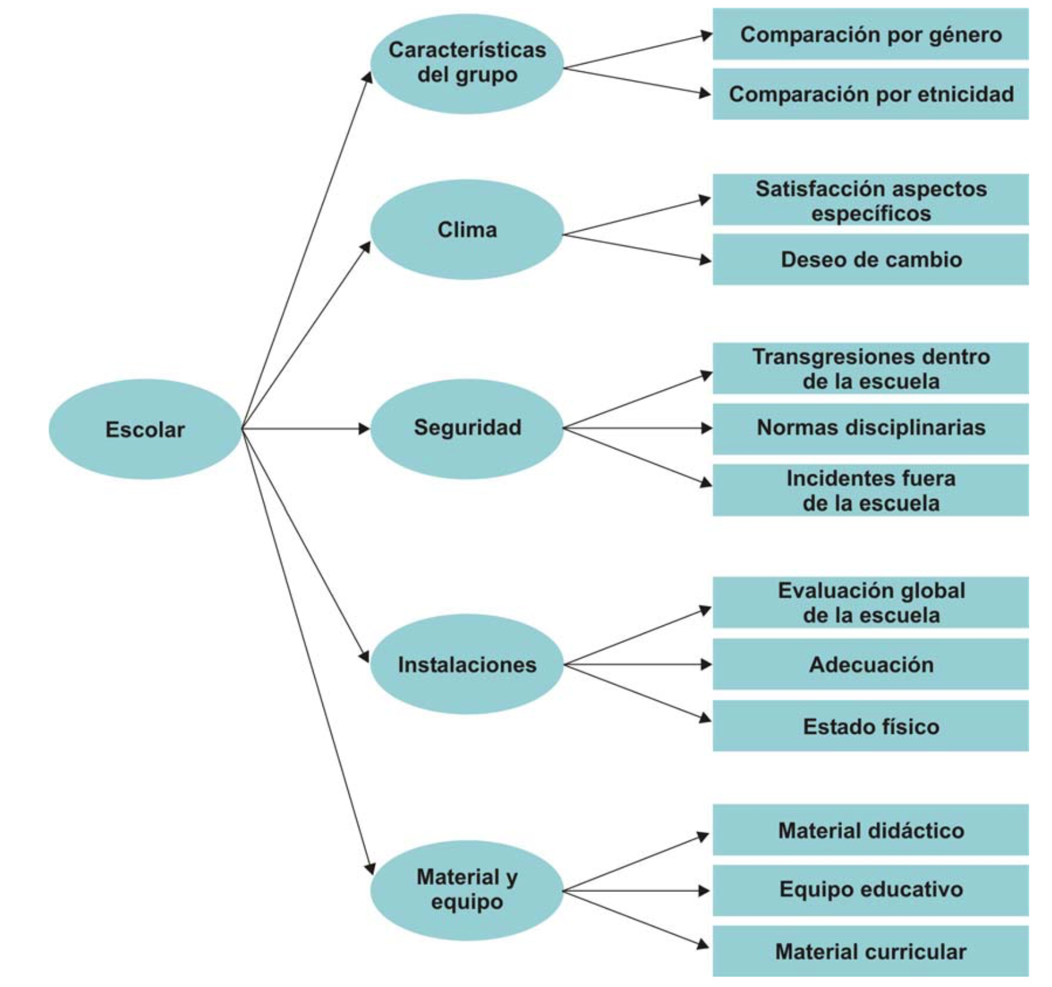 Características
del grupo
Comparación por género
Comparación por etnicidad
Clima
Satisfacción aspectos
específicos
Deseo de cambio
Escolar
Seguridad
Transgresiones dentro
de la escuela
Normas disciplinarias
Incidentes fuera
de la escuela
Instalaciones
Evaluación global
de la escuela
Adecuación
Estado físico
Material y
equipo
Material didáctico
Equipo educativo
Material curricular